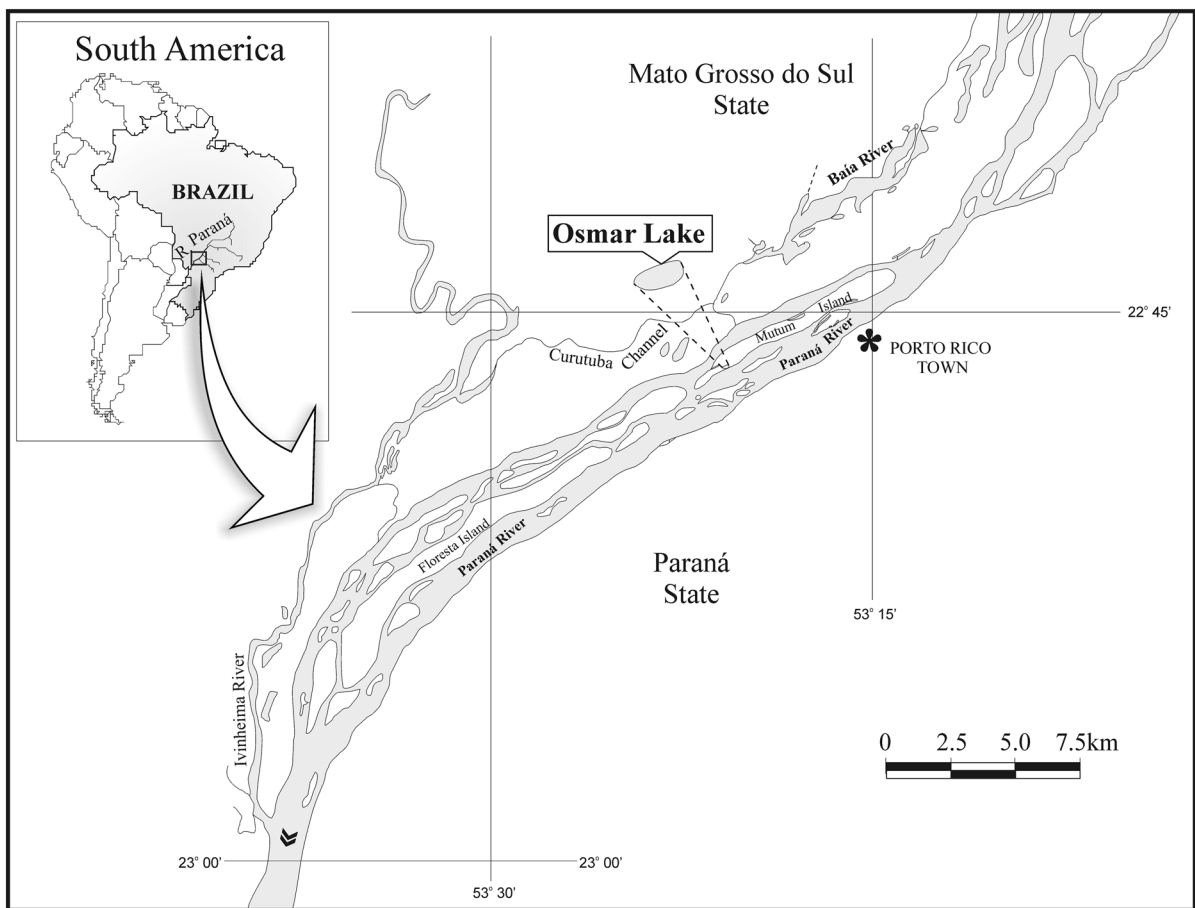 South America
BRAZIL
R. Paraná
Mato Grosso do Sul
State
Baía River
Osmar Lake
Mutum Island
Paraná River
22° 45'
PORTO RICO
TOWN
Curutuba Channel
Floresta Island
Paraná River
Paraná
State
53° 15'
Ivinheima River
0 2.5 5.0 7.5km
23° 00' 23° 00'
53° 30'